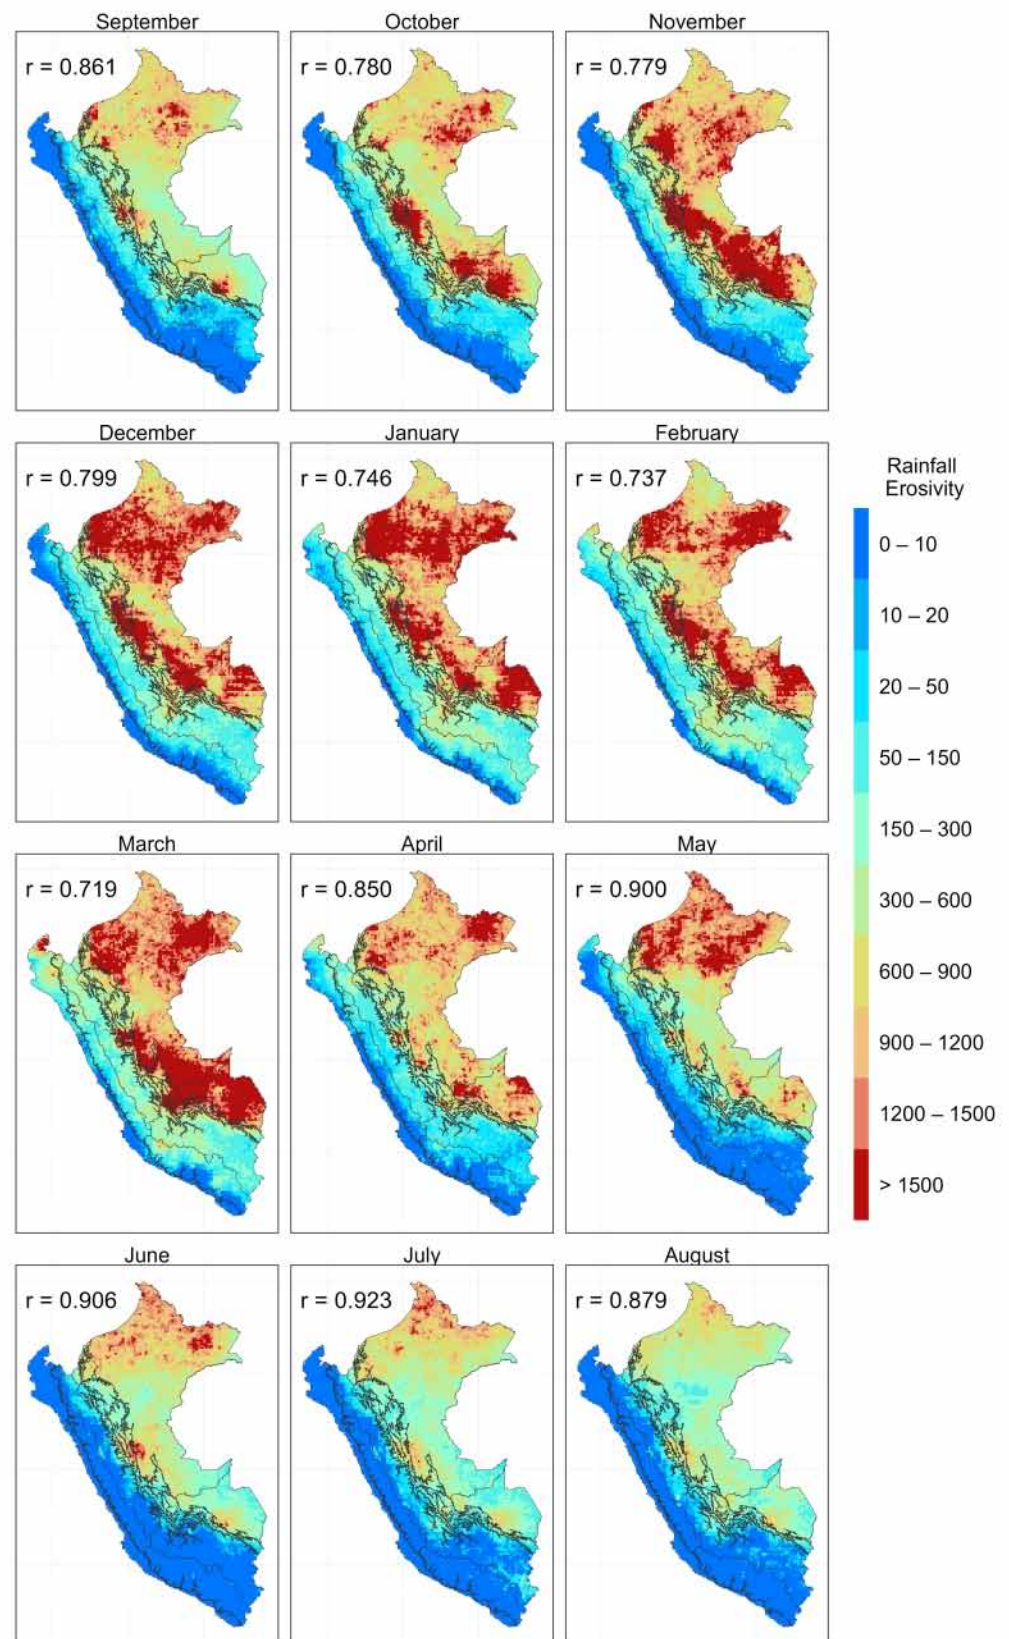 September
October
November
r = 0.861
r = 0.780
r = 0.779
December
January
February
r = 0.799
r = 0.746
r = 0.737
Rainfall
Erosivity
0 – 10
10 – 20
20 – 50
50 – 150
150 – 300
300 – 600
600 – 900
900 – 1200
1200 – 1500
> 1500
March
April
May
r = 0.719
r = 0.850
r = 0.900
June
July
August
r = 0.906
r = 0.923
r = 0.879